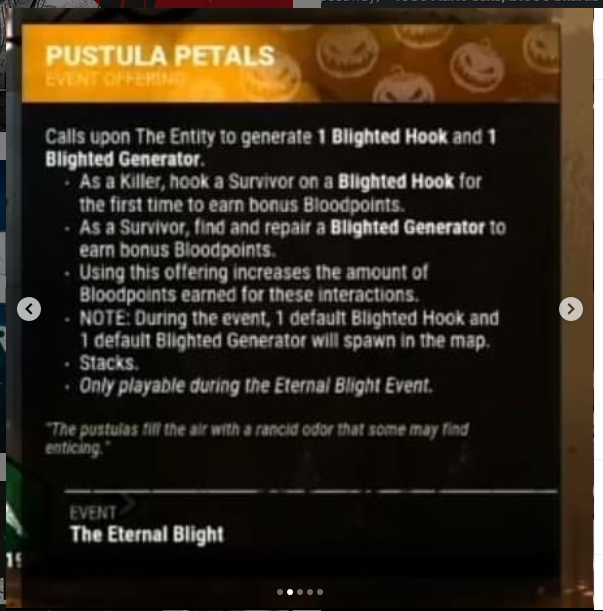 PUSTULA PETALS
EVENT OFFERING
Calls upon The Entity to generate 1 Blighted Hook and 1
Blighted Generator.
· As a Killer, hook a Survivor on a Blighted Hook for
the first time to earn bonus Bloodpoints.
· As a Survivor, find and repair a Blighted Generator to
earn bonus Bloodpoints.
· Using this offering increases the amount of
Bloodpoints earned for these interactions.
· NOTE: During the event, 1 default Blighted Hook and
1 default Blighted Generator will spawn in the map.
· Stacks.
· Only playable during the Eternal Blight Event.
"The pustulas fill the air with a rancid odor that some may find
enticing."
EVENT
The Eternal Blight
19